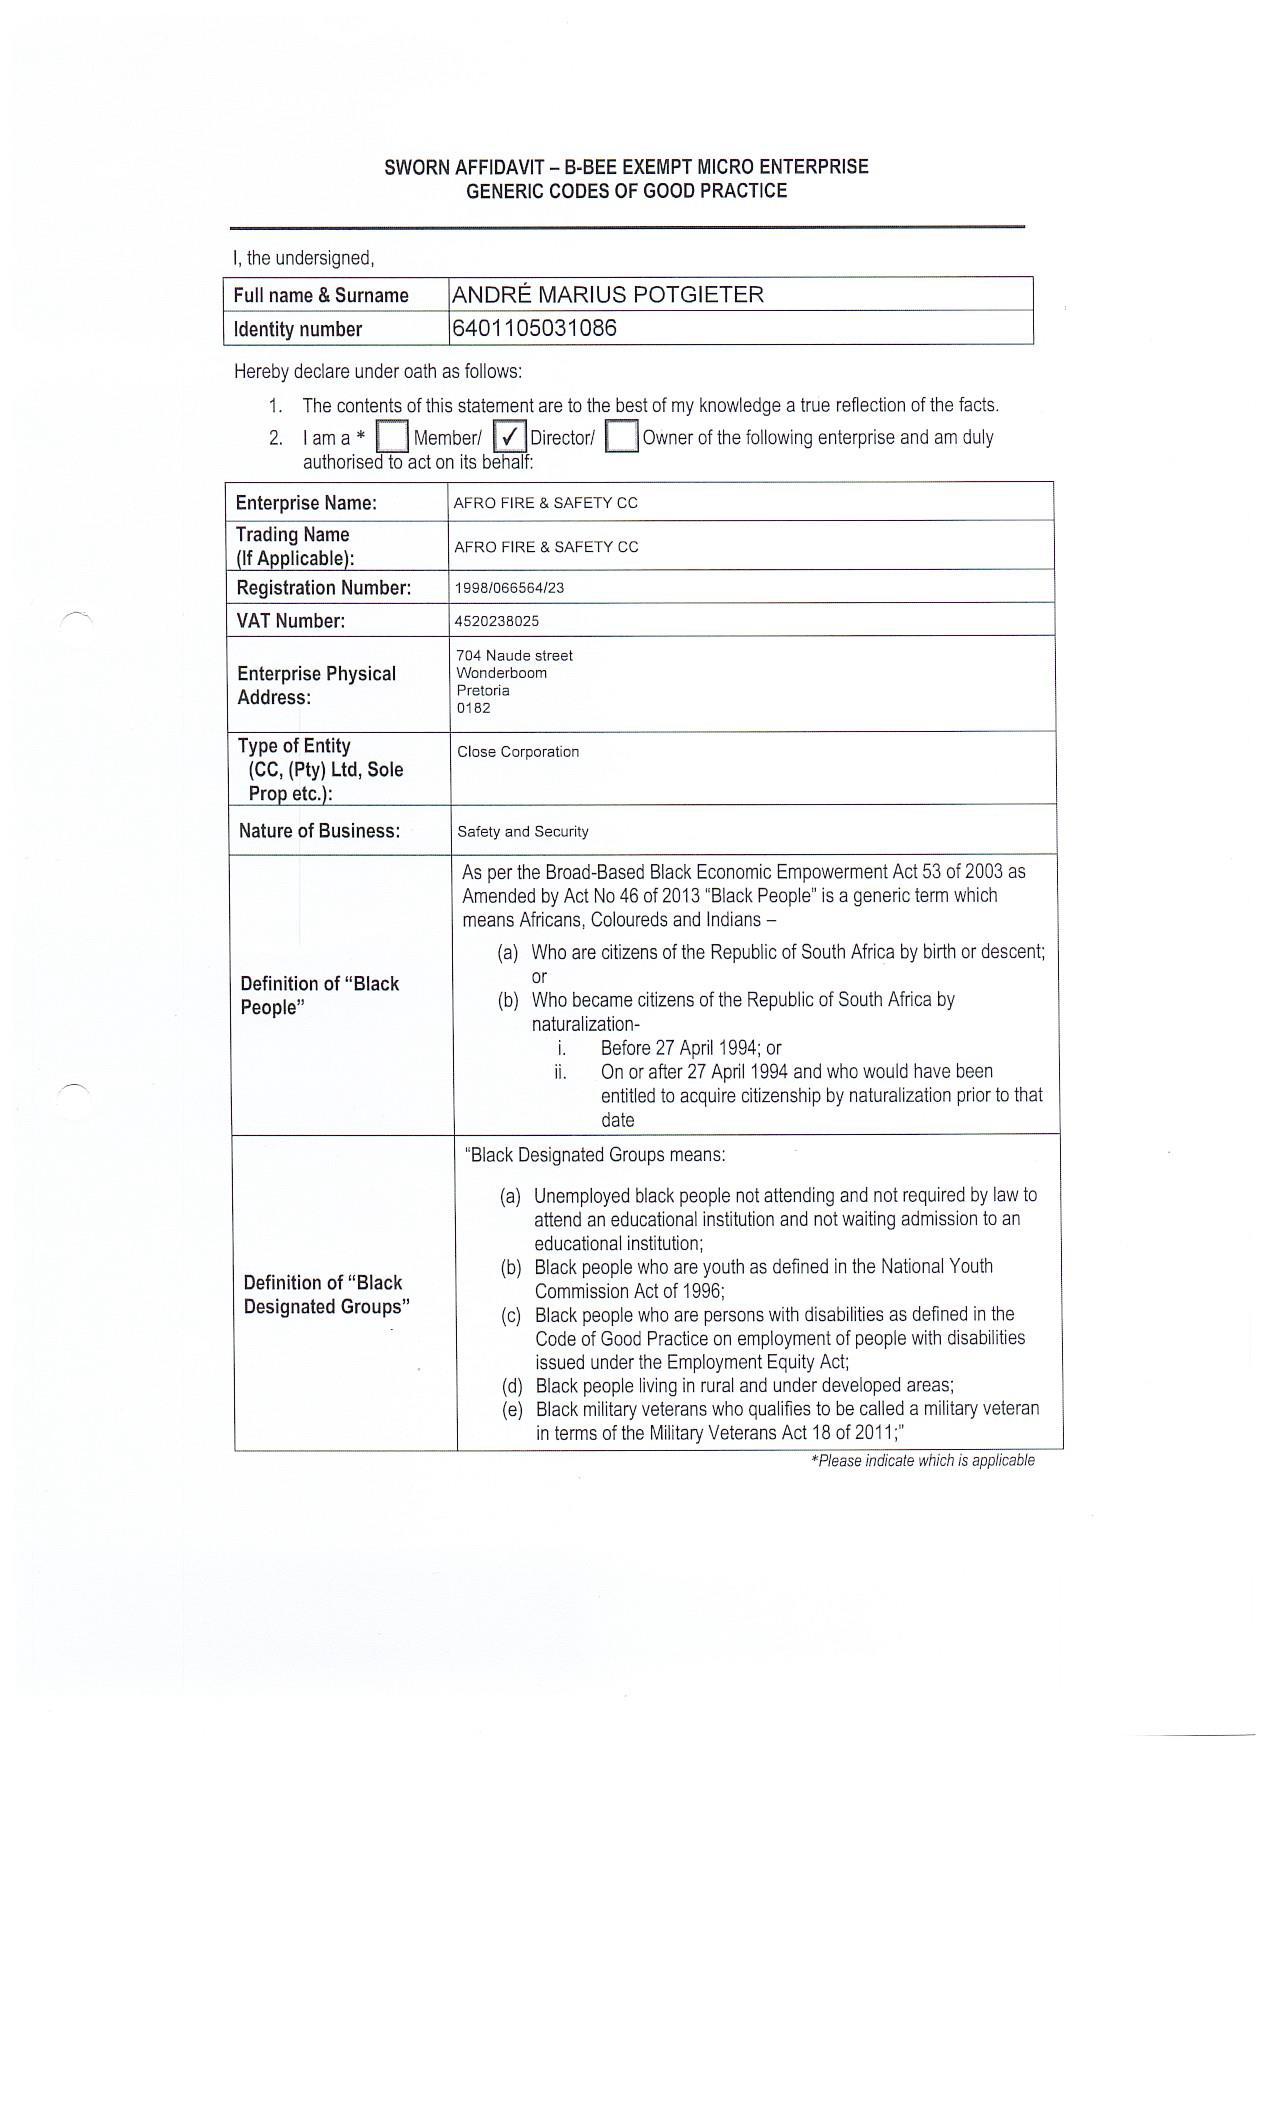 SWORN AFFIDAVIT – B-BEE EXEMPT MICRO ENTERPRISE
GENERIC CODES OF GOOD PRACTICE
I, the undersigned,
Full name & Surname ANDRÉ MARIUS POTGIETER
Identity number 6401105031086
Hereby declare under oath as follows:
1. The contents of this statement are to the best of my knowledge a true reflection of the facts.
2. I am a * Member/ ✓ Director/ Owner of the following enterprise and am duly
authorised to act on its behalf:
Enterprise Name: AFRO FIRE & SAFETY CC
Trading Name
(If Applicable): AFRO FIRE & SAFETY CC
Registration Number: 1998/066564/23
VAT Number: 4520238025
Enterprise Physical
Address:
704 Naude street
Wonderboom
Pretoria
0182
Type of Entity
(CC, (Pty) Ltd, Sole
Prop etc.):
Close Corporation
Nature of Business: Safety and Security
Definition of “Black
People”
As per the Broad-Based Black Economic Empowerment Act 53 of 2003 as
Amended by Act No 46 of 2013 “Black People” is a generic term which
means Africans, Coloureds and Indians –
(a) Who are citizens of the Republic of South Africa by birth or descent;
or
(b) Who became citizens of the Republic of South Africa by
naturalization-
i. Before 27 April 1994; or
ii. On or after 27 April 1994 and who would have been
entitled to acquire citizenship by naturalization prior to that
date
Definition of “Black
Designated Groups”
“Black Designated Groups means:
(a) Unemployed black people not attending and not required by law to
attend an educational institution and not waiting admission to an
educational institution;
(b) Black people who are youth as defined in the National Youth
Commission Act of 1996;
(c) Black people who are persons with disabilities as defined in the
Code of Good Practice on employment of people with disabilities
issued under the Employment Equity Act;
(d) Black people living in rural and under developed areas;
(e) Black military veterans who qualifies to be called a military veteran
in terms of the Military Veterans Act 18 of 2011;”
*Please indicate which is applicable